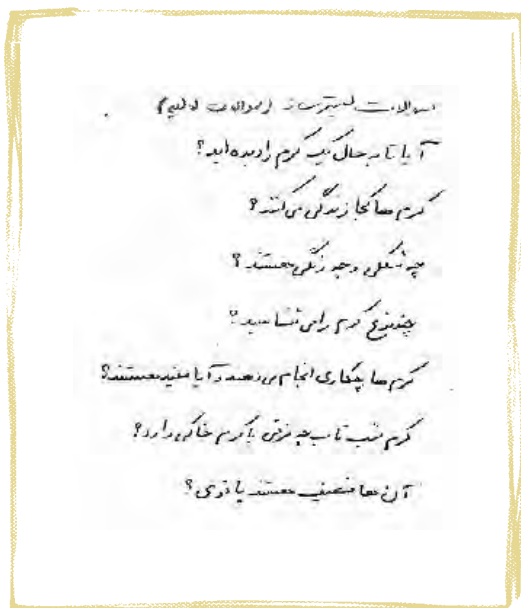 سوالات
آیا تا به حال یک کرم را دیده اید؟
کرم ها کجا زندگی می کنند؟
چه شکلی و چه رنگی هستند؟
چند نوع کرم را می شناسید؟
کرم ها چکاری انجام می دهند و آیا مفید هستند؟
کرم شب تاب چه فرقی با کرم خاکی دارد؟
آن ها ضعیف هستند یا قوی؟